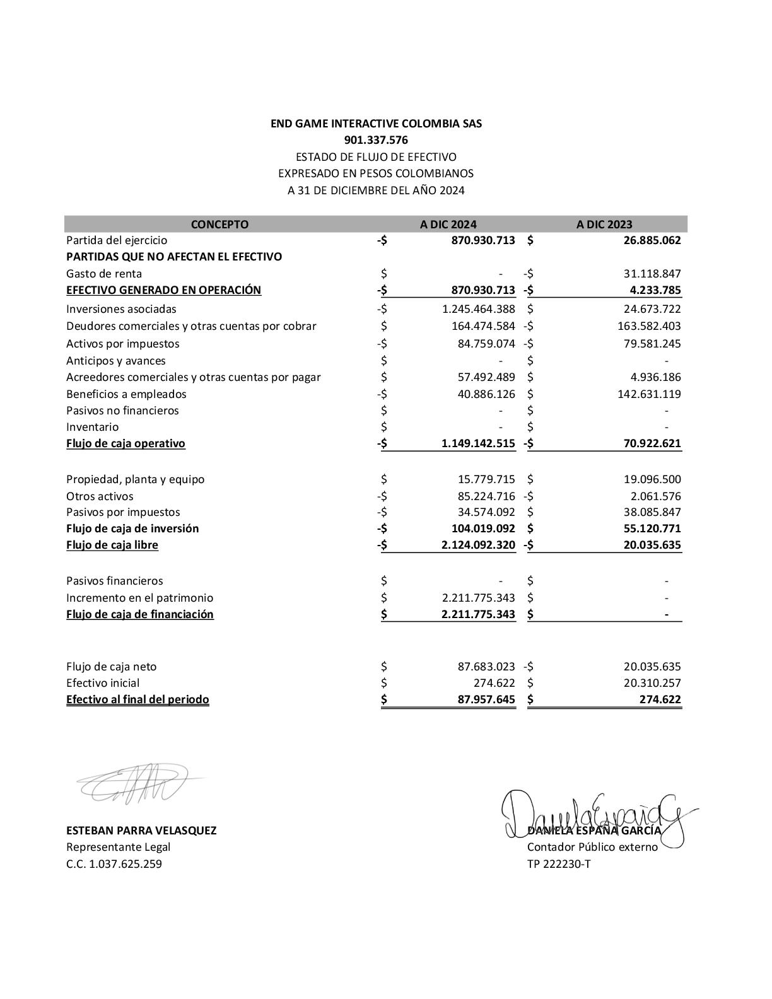 END GAME INTERACTIVE COLOMBIA SAS
901.337.576
ESTADO DE FLUJO DE EFECTIVO
EXPRESADO EN PESOS COLOMBIANOS
A 31 DE DICIEMBRE DEL AÑO 2024
CONCEPTO A DIC 2024 A DIC 2023
Partida del ejercicio -$ 870.930.713 $ 26.885.062
PARTIDAS QUE NO AFECTAN EL EFECTIVO
Gasto de renta $ - -$ 31.118.847
EFECTIVO GENERADO EN OPERACIÓN -$ 870.930.713 -$ 4.233.785
Inversiones asociadas -$ 1.245.464.388 $ 24.673.722
Deudores comerciales y otras cuentas por cobrar $ 164.474.584 -$ 163.582.403
Activos por impuestos -$ 84.759.074 -$ 79.581.245
Anticipos y avances $ - $ -
Acreedores comerciales y otras cuentas por pagar $ 57.492.489 $ 4.936.186
Beneficios a empleados -$ 40.886.126 $ 142.631.119
Pasivos no financieros $ - $ -
Inventario $ - $ -
Flujo de caja operativo -$ 1.149.142.515 -$ 70.922.621
Propiedad, planta y equipo $ 15.779.715 $ 19.096.500
Otros activos -$ 85.224.716 -$ 2.061.576
Pasivos por impuestos -$ 34.574.092 $ 38.085.847
Flujo de caja de inversión -$ 104.019.092 $ 55.120.771
Flujo de caja libre -$ 2.124.092.320 -$ 20.035.635
Pasivos financieros $ - $ -
Incremento en el patrimonio $ 2.211.775.343 $ -
Flujo de caja de financiación $ 2.211.775.343 $ -
Flujo de caja neto $ 87.683.023 -$ 20.035.635
Efectivo inicial $ 274.622 $ 20.310.257
Efectivo al final del periodo $ 87.957.645 $ 274.622
Daniela España G
ESTEBAN PARRA VELASQUEZ DANIELA ESPAÑA GARCÍA
Representante Legal Contador Público externo
C.C. 1.037.625.259 TP 222230-T